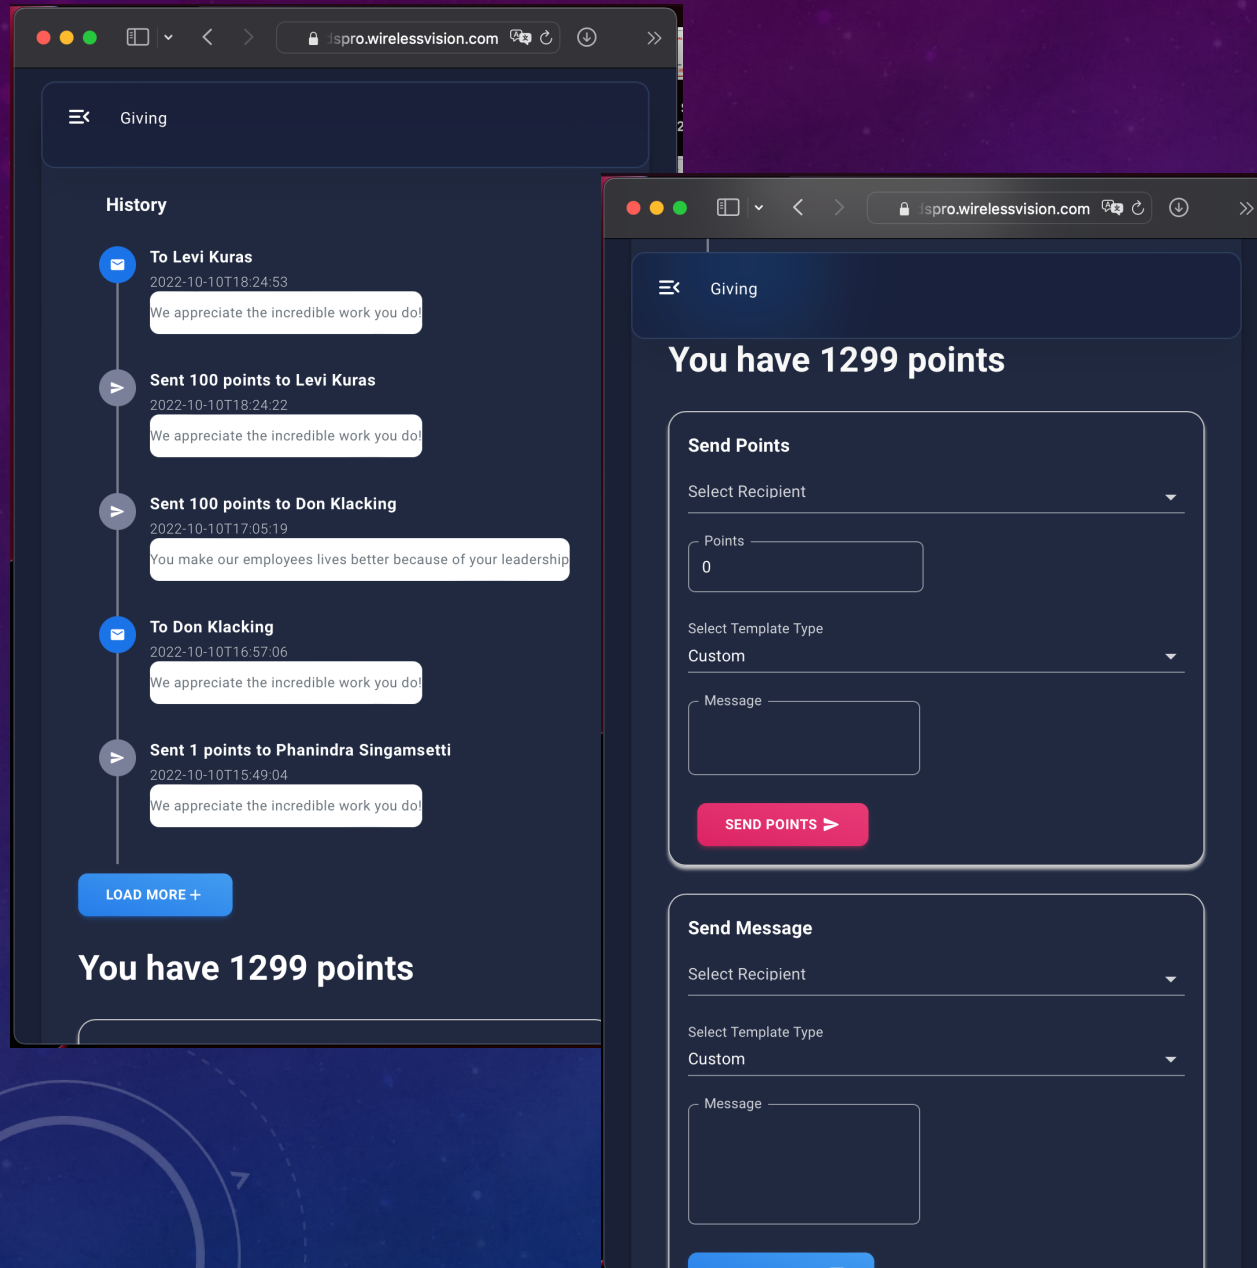 spro.wirelessvision.com
Giving
History
To Levi Kuras
2022-10-10T18:24:53
We appreciate the incredible work you do!
Sent 100 points to Levi Kuras
2022-10-10T18:24:22
We appreciate the incredible work you do!
Sent 100 points to Don Klacking
2022-10-10T17:05:19
You make our employees lives better because of your leadership
To Don Klacking
2022-10-10T16:57:06
We appreciate the incredible work you do!
Sent 1 points to Phanindra Singamsetti
2022-10-10T15:49:04
We appreciate the incredible work you do!
LOAD MORE +
You have 1299 points
spro.wirelessvision.com
Giving
You have 1299 points
Send Points
Select Recipient
Points
0
Select Template Type
Custom
Message
SEND POINTS
Send Message
Select Recipient
Select Template Type
Custom
Message